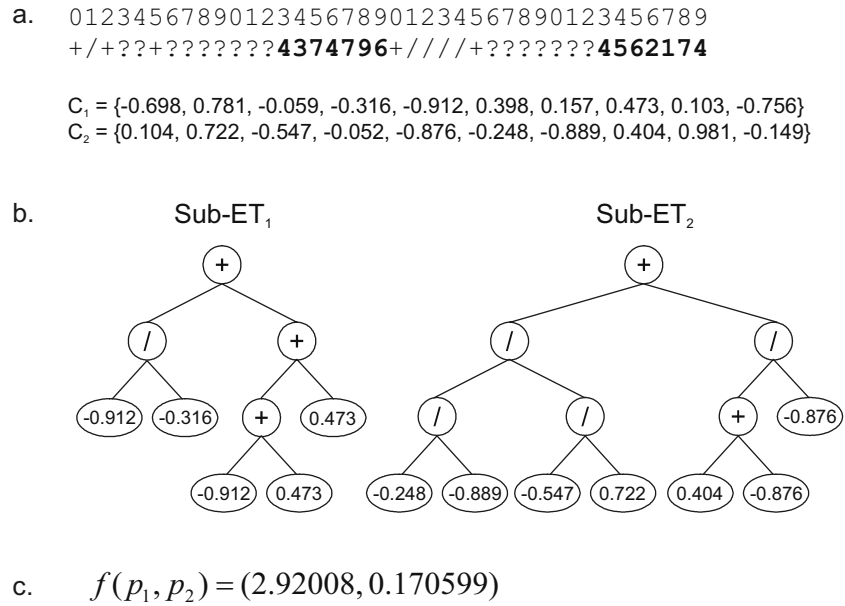 a. 0123456789012345678901234567890123456789
+/+??+???????4374796+////+???????4562174
C₁ = {-0.698, 0.781, -0.059, -0.316, -0.912, 0.398, 0.157, 0.473, 0.103, -0.756}
C₂ = {0.104, 0.722, -0.547, -0.052, -0.876, -0.248, -0.889, 0.404, 0.981, -0.149}
b. Sub-ET₁ Sub-ET₂
+ +
/ + / /
-0.912 -0.316 + 0.473 / / + -0.876
-0.912 0.473 -0.248 -0.889 -0.547 0.722 0.404 -0.876
c. f(p₁, p₂) = (2.92008, 0.170599)